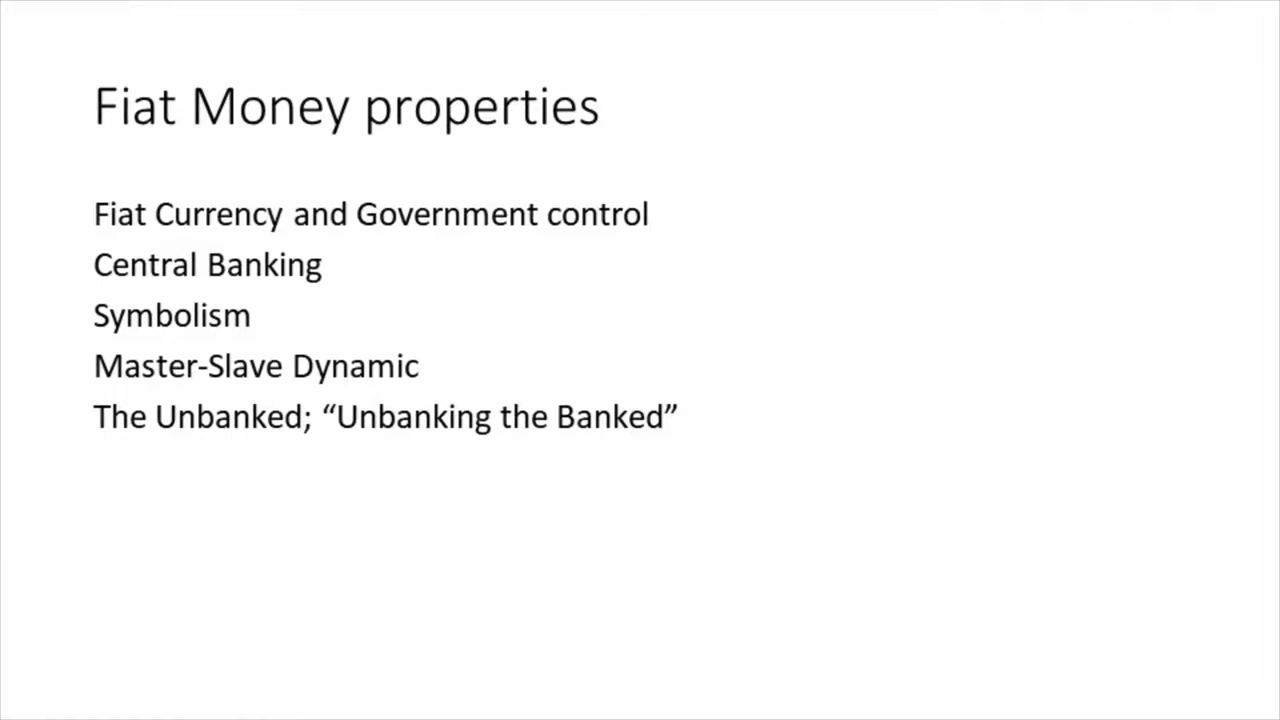 Fiat Money properties
Fiat Currency and Government control
Central Banking
Symbolism
Master-Slave Dynamic
The Unbanked; “Unbanking the Banked”